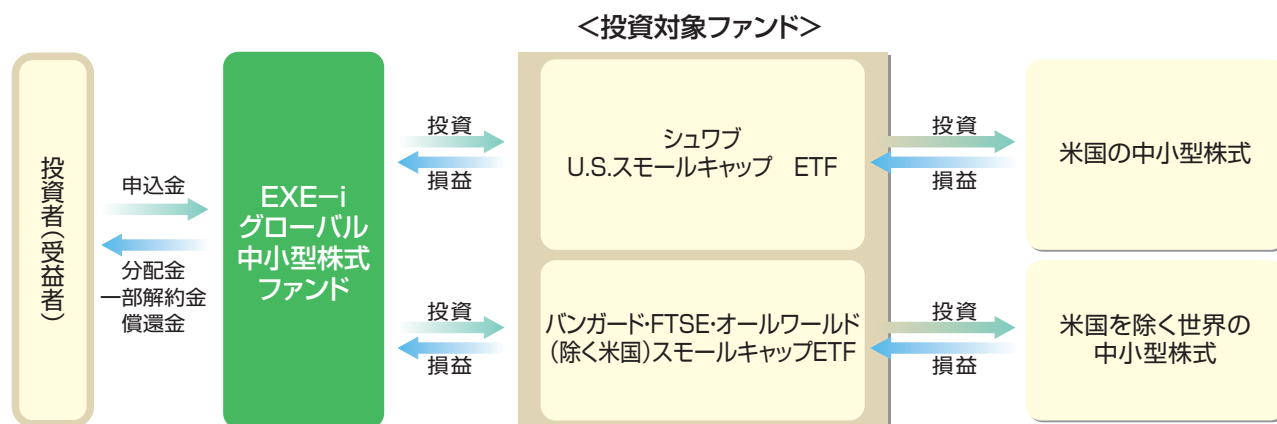 <投資対象ファンド>
投資者(受益者)
申込金
分配金
一部解約金
償還金
EXE-i
グローバル
中小型株式
ファンド
投資
損益
シュワブ
U.S.スモールキャップ ETF
投資
損益
米国の中小型株式
投資
損益
バンガード・FTSE・オールワールド
(除く米国)スモールキャップETF
投資
損益
米国を除く世界の
中小型株式